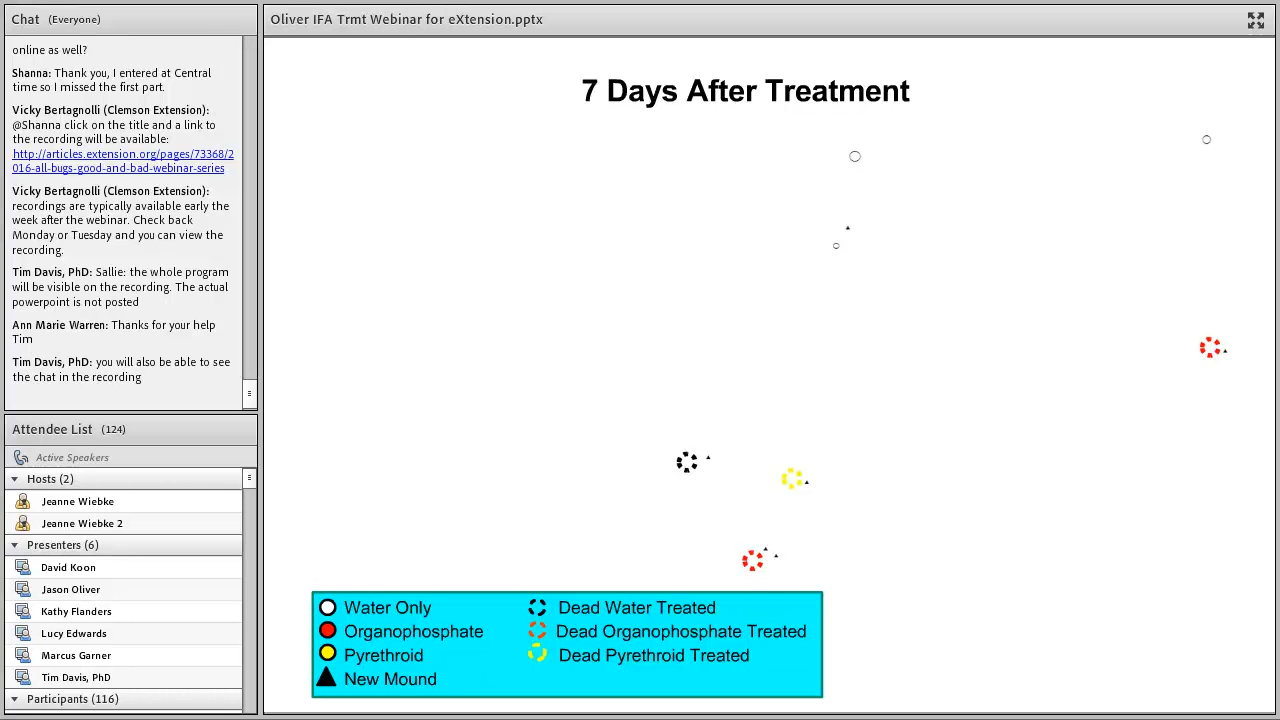 Chat (Everyone)
online as well?
Shanna: Thank you, I entered at Central
time so I missed the first part.
Vicky Bertagnolli (Clemson Extension):
@Shanna click on the title and a link to
the recording will be available:
http://articles.extension.org/pages/73368/2
016-all-bugs-good-and-bad-webinar-series
Vicky Bertagnolli (Clemson Extension):
recordings are typically available early the
week after the webinar. Check back
Monday or Tuesday and you can view the
recording.
Tim Davis, PhD: Sallie: the whole program
will be visible on the recording. The actual
powerpoint is not posted
Ann Marie Warren: Thanks for your help
Tim
Tim Davis, PhD: you will also be able to see
the chat in the recording
Attendee List (124)
Active Speakers
Hosts (2)
Jeanne Wiebke
Jeanne Wiebke 2
Presenters (6)
David Koon
Jason Oliver
Kathy Flanders
Lucy Edwards
Marcus Garner
Tim Davis, PhD
Participants (116)
Oliver IFA Trmt Webinar for eXtension.pptx
7 Days After Treatment
Water Only
Organophosphate
Pyrethroid
New Mound
Dead Water Treated
Dead Organophosphate Treated
Dead Pyrethroid Treated